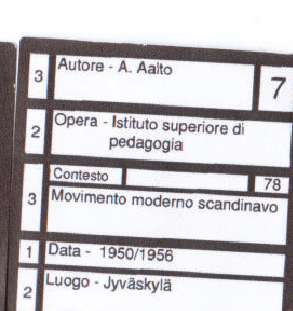 3 Autore - A. Aalto 7
2 Opera - Istituto superiore di
pedagogia
Contesto 78
3 Movimento moderno scandinavo
1 Data - 1950/1956
2 Luogo - Jyväskylä